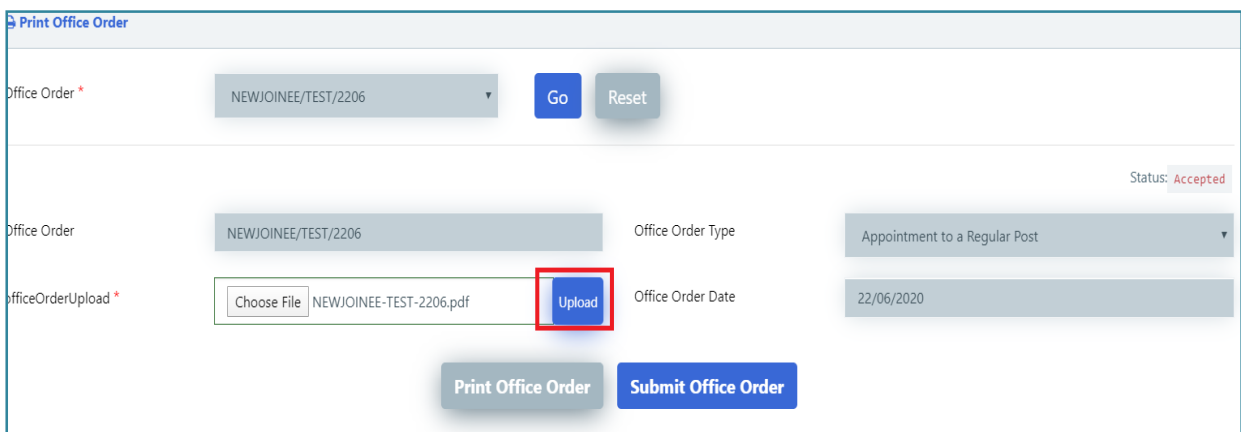 Print Office Order
Office Order * NEWJOINEE/TEST/2206 Go Reset
Status: Accepted
Office Order NEWJOINEE/TEST/2206 Office Order Type Appointment to a Regular Post
officeOrderUpload * Choose File NEWJOINEE-TEST-2206.pdf Upload Office Order Date 22/06/2020
Print Office Order Submit Office Order